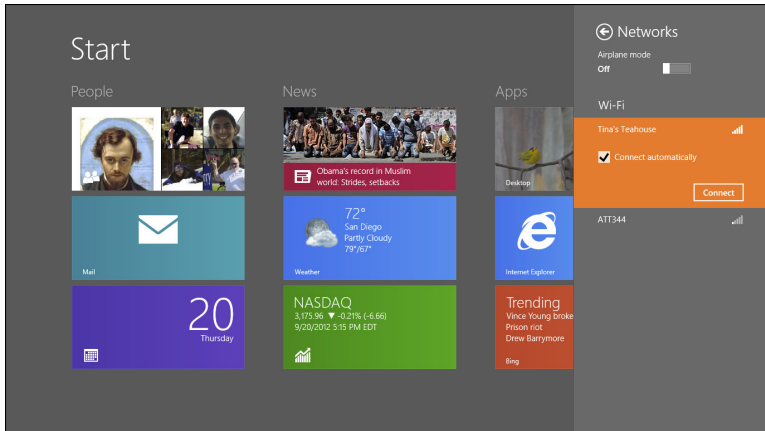 Start
People
News
Obama's record in Muslim
world: Strides, setbacks
Apps
Desktop
Mail
72°
San Diego
Partly Cloudy
79°/67°
Weather
Internet Explorer
20
Thursday
NASDAQ
3,175.96 ▼ -0.21% (-6.66)
9/20/2012 5:15 PM EDT
Trending
Vince Young broke
Prison riot
Drew Barrymore
Bing
Networks
Airplane mode
Off
Wi-Fi
Tina's Teahouse
Connect automatically
Connect
ATT344